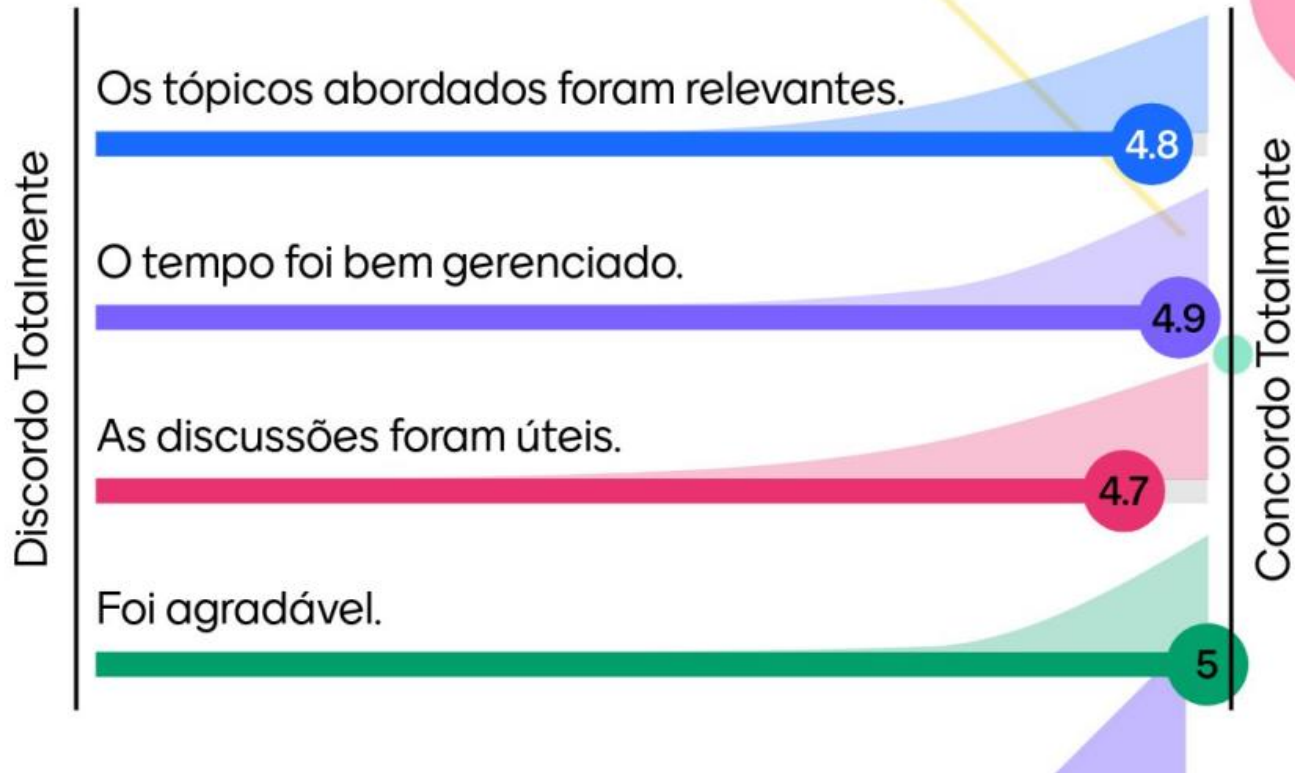 Discordo Totalmente
Os tópicos abordados foram relevantes.
4.8
O tempo foi bem gerenciado.
4.9
As discussões foram úteis.
4.7
Foi agradável.
5
Concordo Totalmente